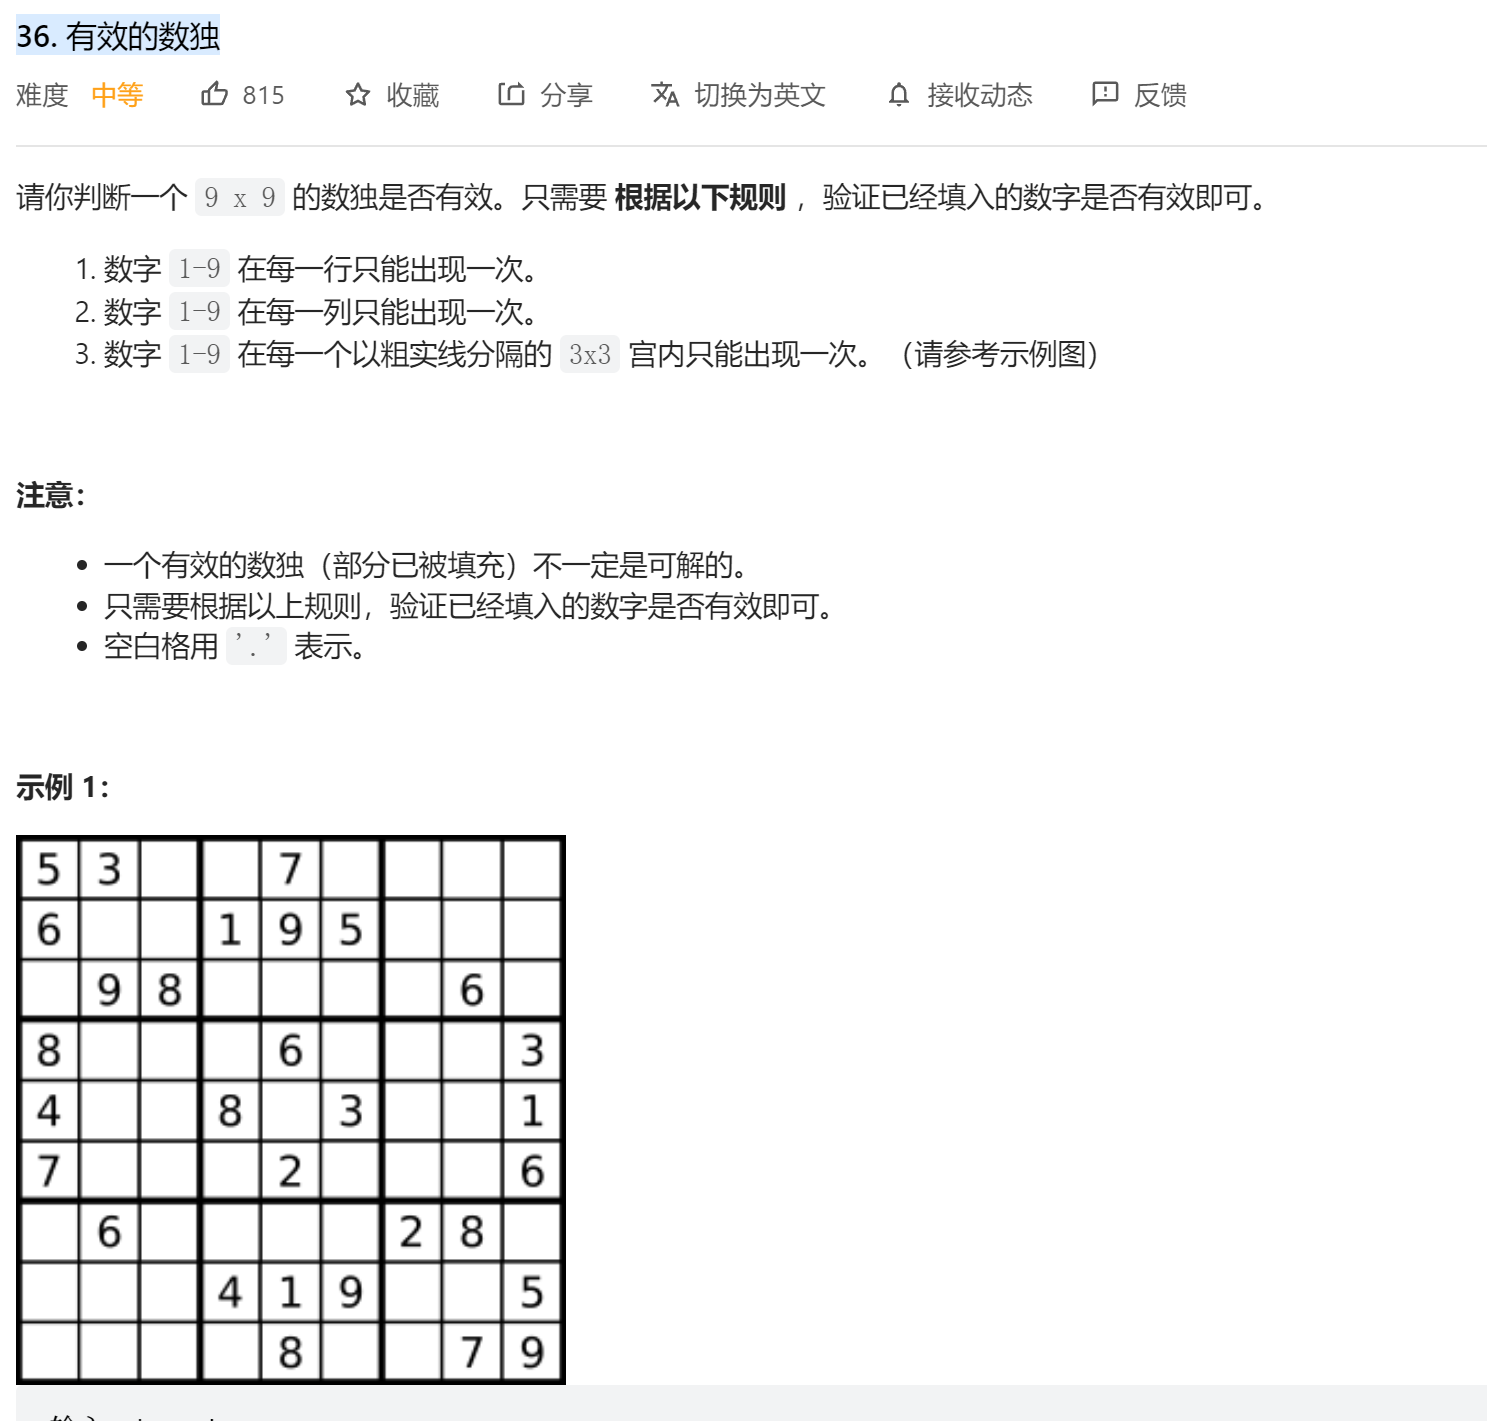 36. 有效的数独
难度 中等 815 收藏 分享 切换为英文 接收动态 反馈
请你判断一个 9 x 9 的数独是否有效。只需要 根据以下规则 ，验证已经填入的数字是否有效即可。
1. 数字 1-9 在每一行只能出现一次。
2. 数字 1-9 在每一列只能出现一次。
3. 数字 1-9 在每一个以粗实线分隔的 3x3 宫内只能出现一次。（请参考示例图）
注意：
• 一个有效的数独（部分已被填充）不一定是可解的。
• 只需要根据以上规则，验证已经填入的数字是否有效即可。
• 空白格用 '.' 表示。
示例 1：
5 3 7
6 1 9 5
9 8 6
8 6 3
4 8 3 1
7 2 6
6 2 8
4 1 9 5
8 7 9